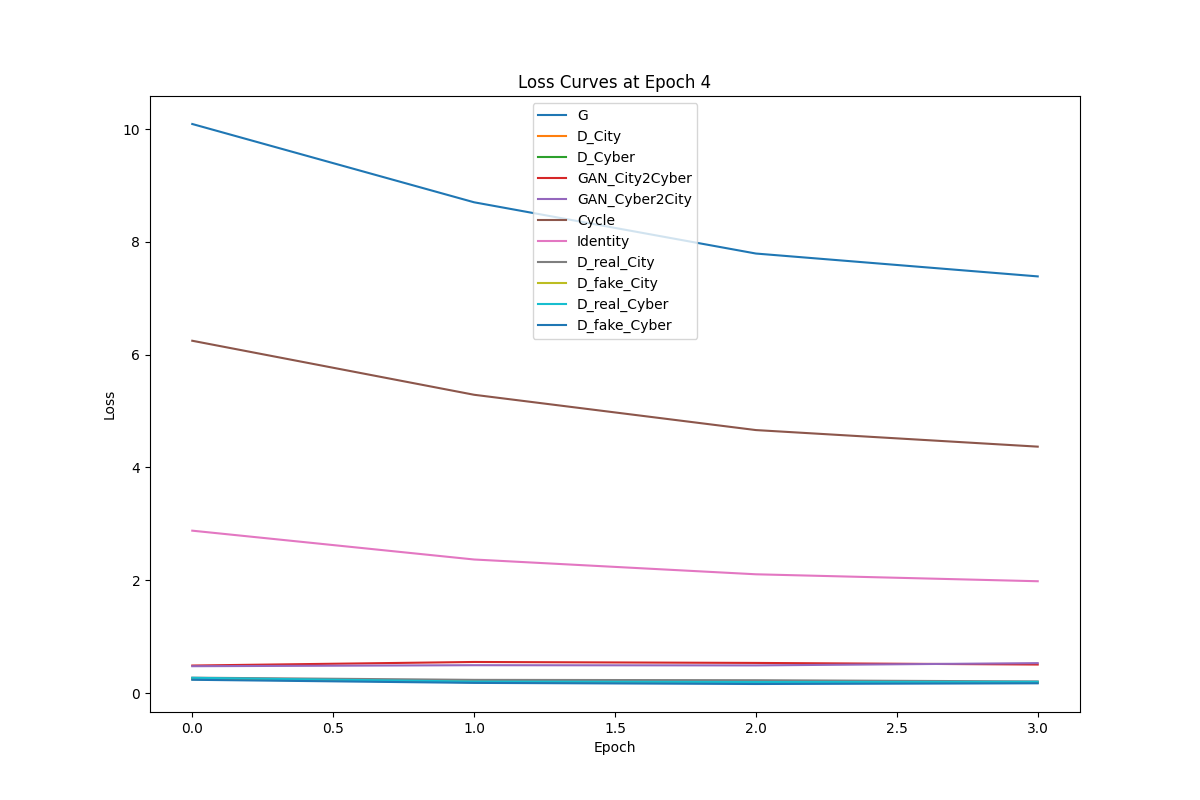 Loss Curves at Epoch 4
10
8
6
4
2
0
Loss
G
D_City
D_Cyber
GAN_City2Cyber
GAN_Cyber2City
Cycle
Identity
D_real_City
D_fake_City
D_real_Cyber
D_fake_Cyber
0.0 0.5 1.0 1.5 2.0 2.5 3.0
Epoch